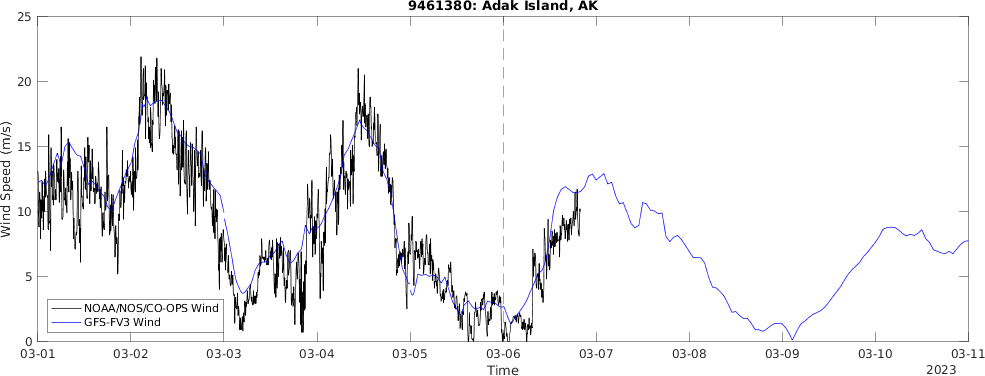 9461380: Adak Island, AK
Wind Speed (m/s)
25
20
15
10
5
0
NOAA/NOS/CO-OPS Wind
GFS-FV3 Wind
03-01 03-02 03-03 03-04 03-05 03-06 03-07 03-08 03-09 03-10 03-11
Time
2023